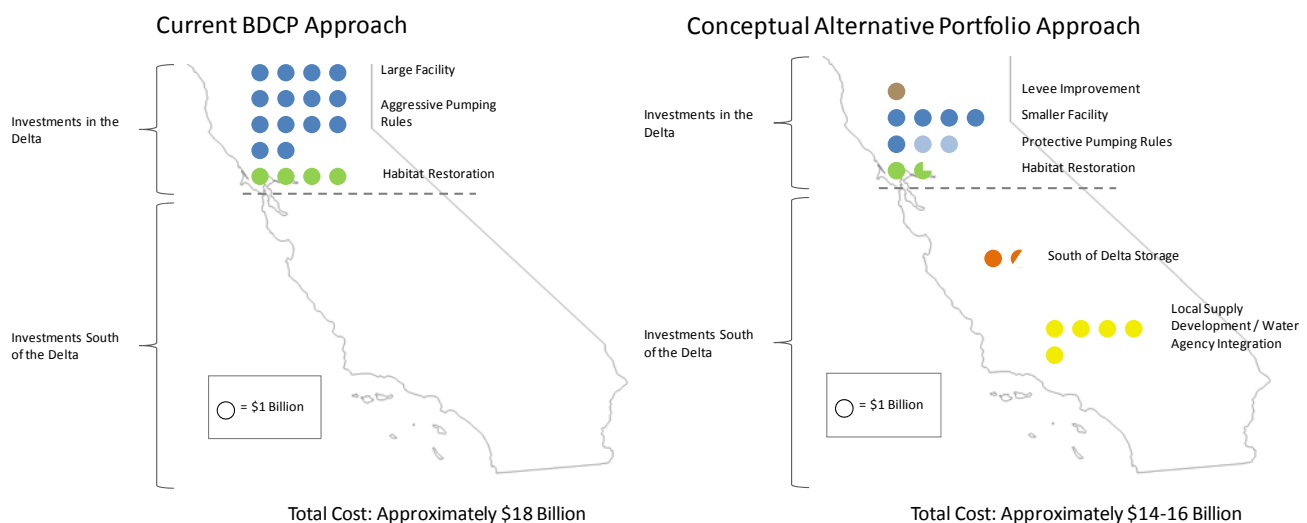 Current BDCP Approach
Large Facility
Aggressive Pumping
Rules
Investments in the
Delta
Habitat Restoration
Investments South
of the Delta
= $1 Billion
Total Cost: Approximately $18 Billion
Conceptual Alternative Portfolio Approach
Levee Improvement
Investments in the
Delta
Smaller Facility
Protective Pumping Rules
Habitat Restoration
South of Delta Storage
Local Supply
Development / Water
Agency Integration
Investments South
of the Delta
= $1 Billion
Total Cost: Approximately $14-16 Billion